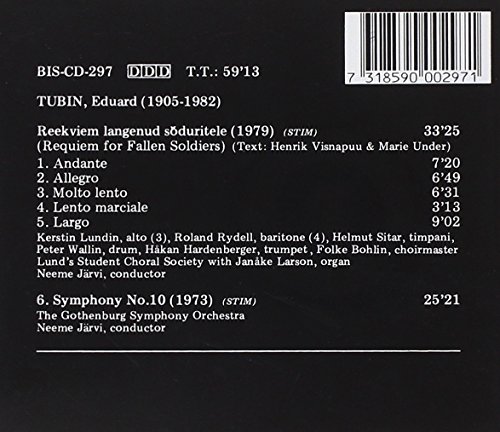 BIS-CD-297 DDD T.T.: 59'13
7 318590 002971
TUBIN, Eduard (1905-1982)
Reekviem langenud sõduritele (1979) (STIM) 33'25
(Requiem for Fallen Soldiers) (Text: Henrik Visnapuu & Marie Under)
1. Andante 7'20
2. Allegro 6'49
3. Molto lento 6'31
4. Lento marciale 3'13
5. Largo 9'02
Kerstin Lundin, alto (3), Roland Rydell, baritone (4), Helmut Sitar, timpani,
Peter Wallin, drum, Håkan Hardenberger, trumpet, Folke Bohlin, choirmaster
Lund's Student Choral Society with Janåke Larson, organ
Neeme Järvi, conductor
6. Symphony No.10 (1973) (STIM) 25'21
The Gothenburg Symphony Orchestra
Neeme Järvi, conductor